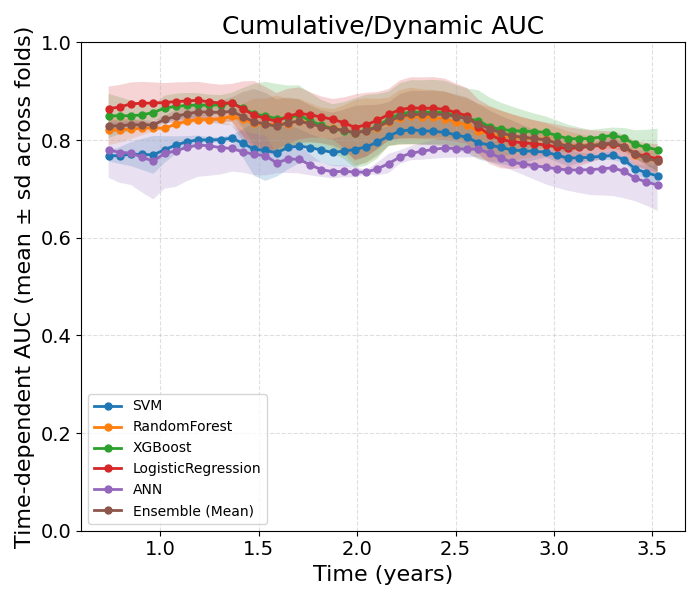 Cumulative/Dynamic AUC
Time-dependent AUC (mean ± sd across folds)
1.0
0.8
0.6
0.4
0.2
0.0
SVM
RandomForest
XGBoost
LogisticRegression
ANN
Ensemble (Mean)
1.0 1.5 2.0 2.5 3.0 3.5
Time (years)